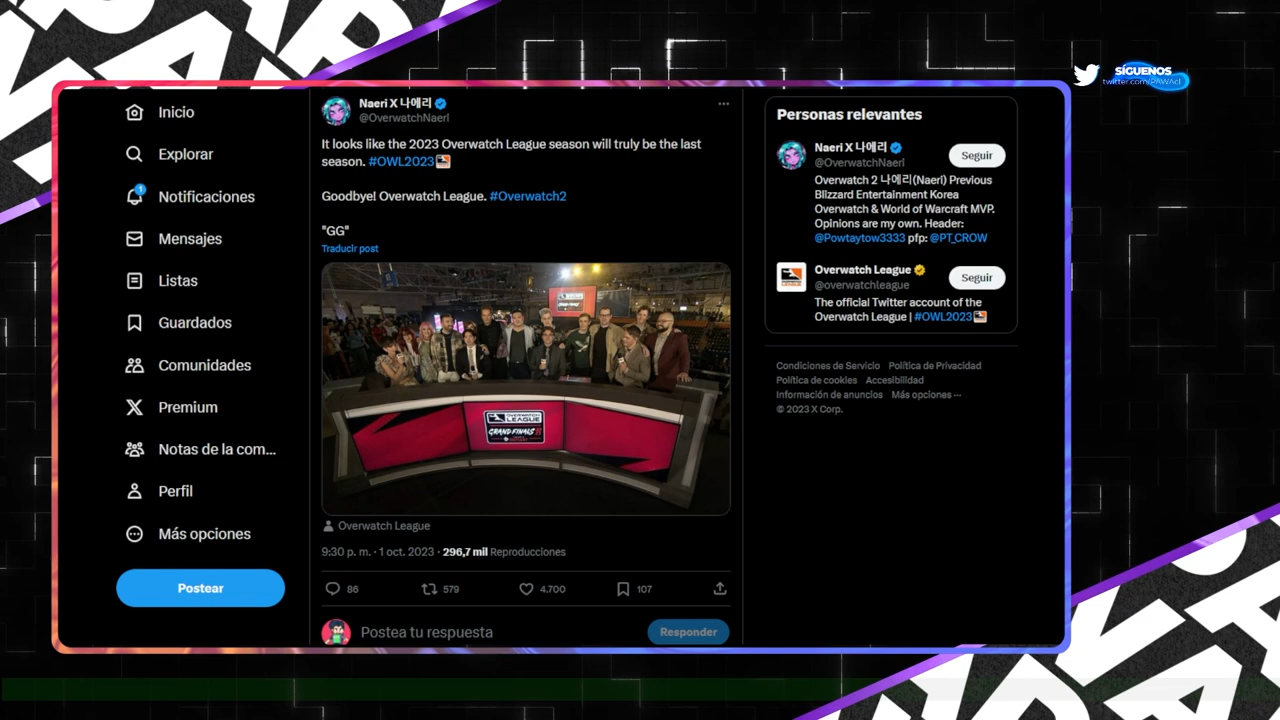 SÍGUENOS
twitter.com/PAWAcl
Inicio
Explorar
1
Notificaciones
Mensajes
Listas
Guardados
Comunidades
Premium
Notas de la com...
Perfil
Más opciones
Postear
Naeri X 나에리
@OverwatchNaeri
It looks like the 2023 Overwatch League season will truly be the last
season. #OWL2023
Goodbye! Overwatch League. #Overwatch2
"GG"
Traducir post
OVERWATCH
LEAGUE
GRAND FINALS
Overwatch League
9:30 p. m. · 1 oct. 2023 · 296,7 mil Reproducciones
86
579
4.700
107
Postea tu respuesta
Responder
Personas relevantes
Naeri X 나에리
@OverwatchNaeri
Seguir
Overwatch 2 나에리(Naeri) Previous
Blizzard Entertainment Korea
Overwatch & World of Warcraft MVP.
Opinions are my own. Header:
@Powtaytow3333 pfp: @PT_CROW
Overwatch League
@overwatchleague
Seguir
The official Twitter account of the
Overwatch League | #OWL2023
Condiciones de Servicio Política de Privacidad
Política de cookies Accesibilidad
Información de anuncios Más opciones ···
© 2023 X Corp.